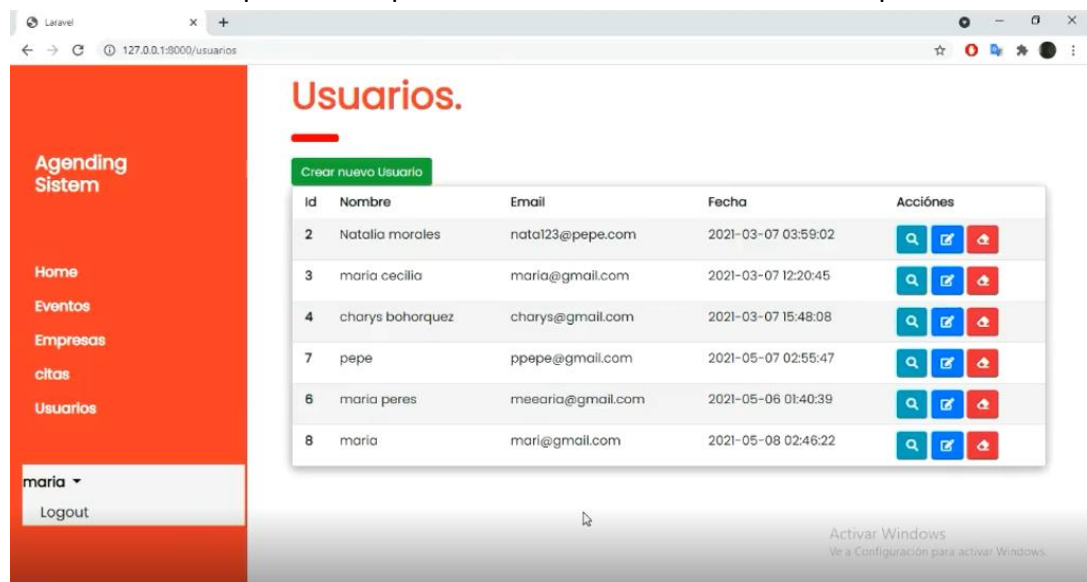 Laravel
127.0.0.1:8000/usuarios
Agending
Sistem
Home
Eventos
Empresas
citas
Usuarios
maria
Logout
Usuarios.
Crear nuevo Usuario
Id Nombre Email Fecha Acciónes
2 Natalia morales nata123@pepe.com 2021-03-07 03:59:02
3 maria cecilia maria@gmail.com 2021-03-07 12:20:45
4 charys bohorquez charys@gmail.com 2021-03-07 15:48:08
7 pepe ppepe@gmail.com 2021-05-07 02:55:47
6 maria peres meearia@gmail.com 2021-05-06 01:40:39
8 maria mari@gmail.com 2021-05-08 02:46:22
Activar Windows
Ve a Configuración para activar Windows.